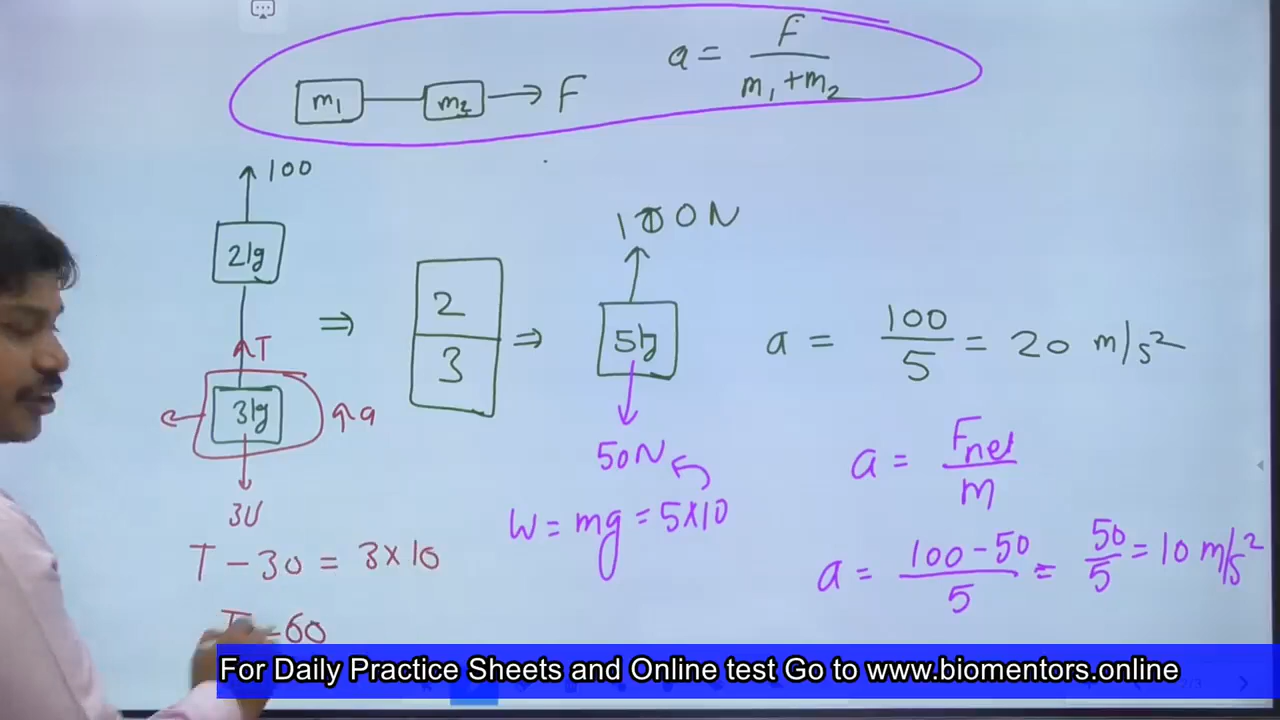 m₁ m₂ → F a = F / m₁ + m₂
100
2kg
T
3kg
a
30
T - 30 = 3 × 10
T = 60
⇒
2
3
⇒
100N
5kg
50N
W = mg = 5×10
a = 100 / 5 = 20 m/s²
a = Fnet / m
a = 100 - 50 / 5 = 50 / 5 = 10 m/s²
For Daily Practice Sheets and Online test Go to www.biomentors.online